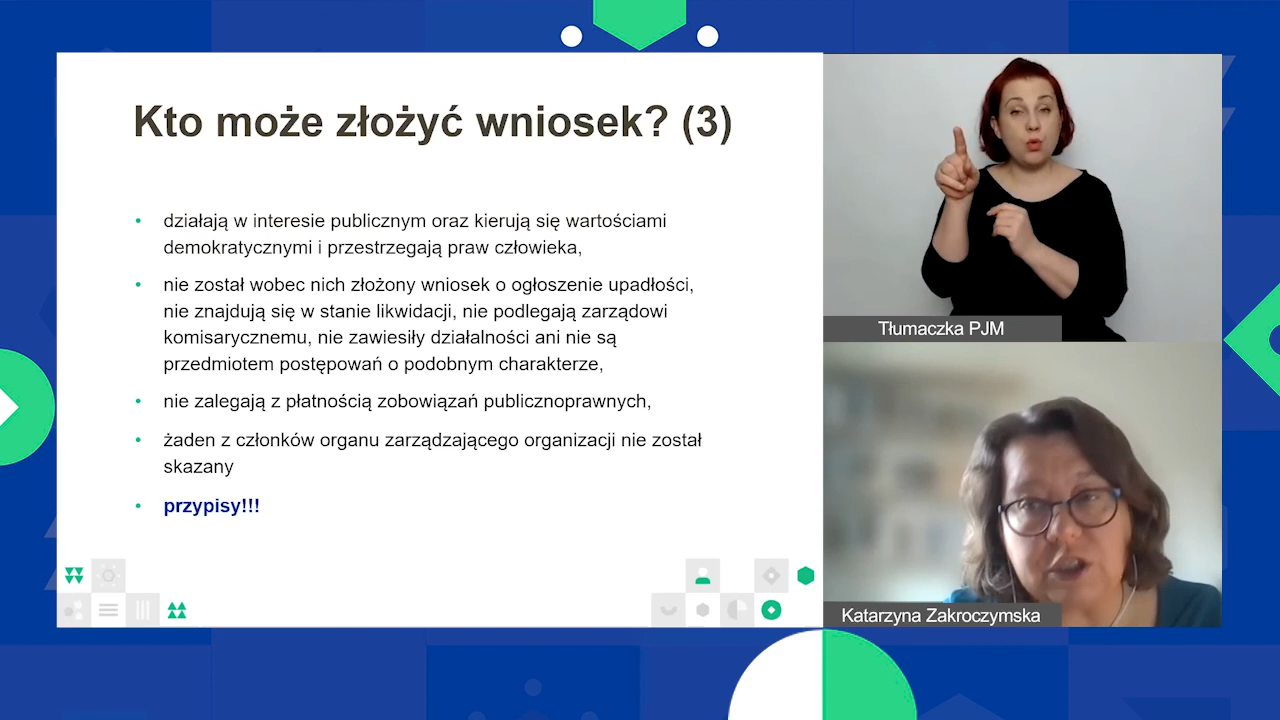 Kto może złożyć wniosek? (3)
działają w interesie publicznym oraz kierują się wartościami
demokratycznymi i przestrzegają praw człowieka,
nie został wobec nich złożony wniosek o ogłoszenie upadłości,
nie znajdują się w stanie likwidacji, nie podlegają zarządowi
komisarycznemu, nie zawiesiły działalności ani nie są
przedmiotem postępowań o podobnym charakterze,
nie zalegają z płatnością zobowiązań publicznoprawnych,
żaden z członków organu zarządzającego organizacji nie został
skazany
przypisy!!!
Tłumaczka PJM
Katarzyna Zakroczymska